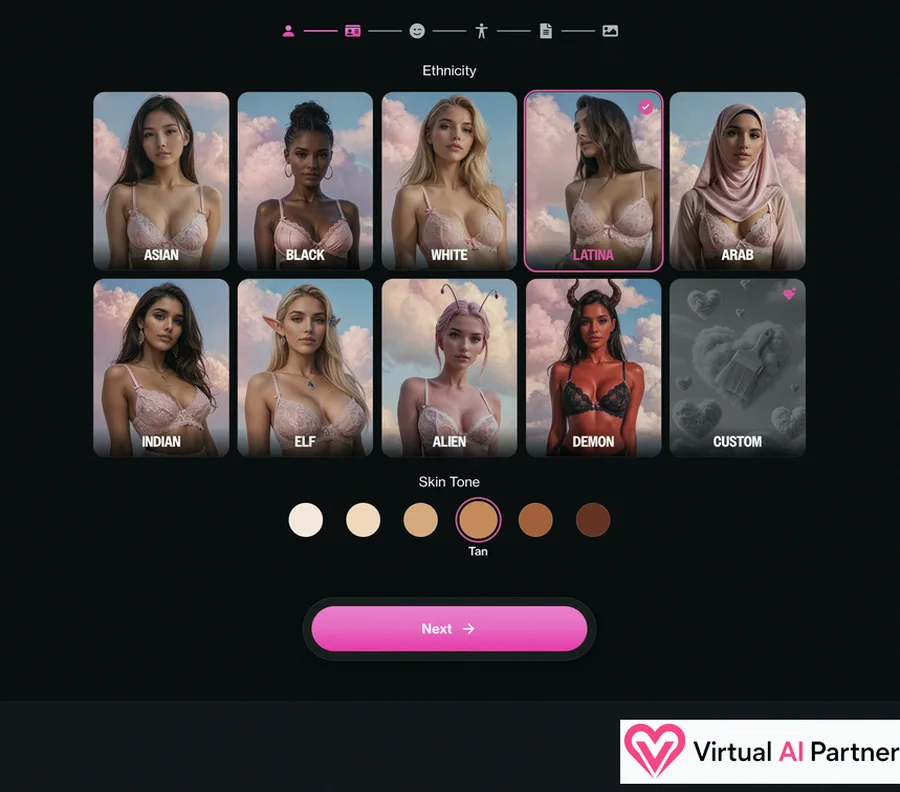 Ethnicity
ASIAN
BLACK
WHITE
LATINA
ARAB
INDIAN
ELF
ALIEN
DEMON
CUSTOM
Skin Tone
Tan
Next
Virtual AI Partner